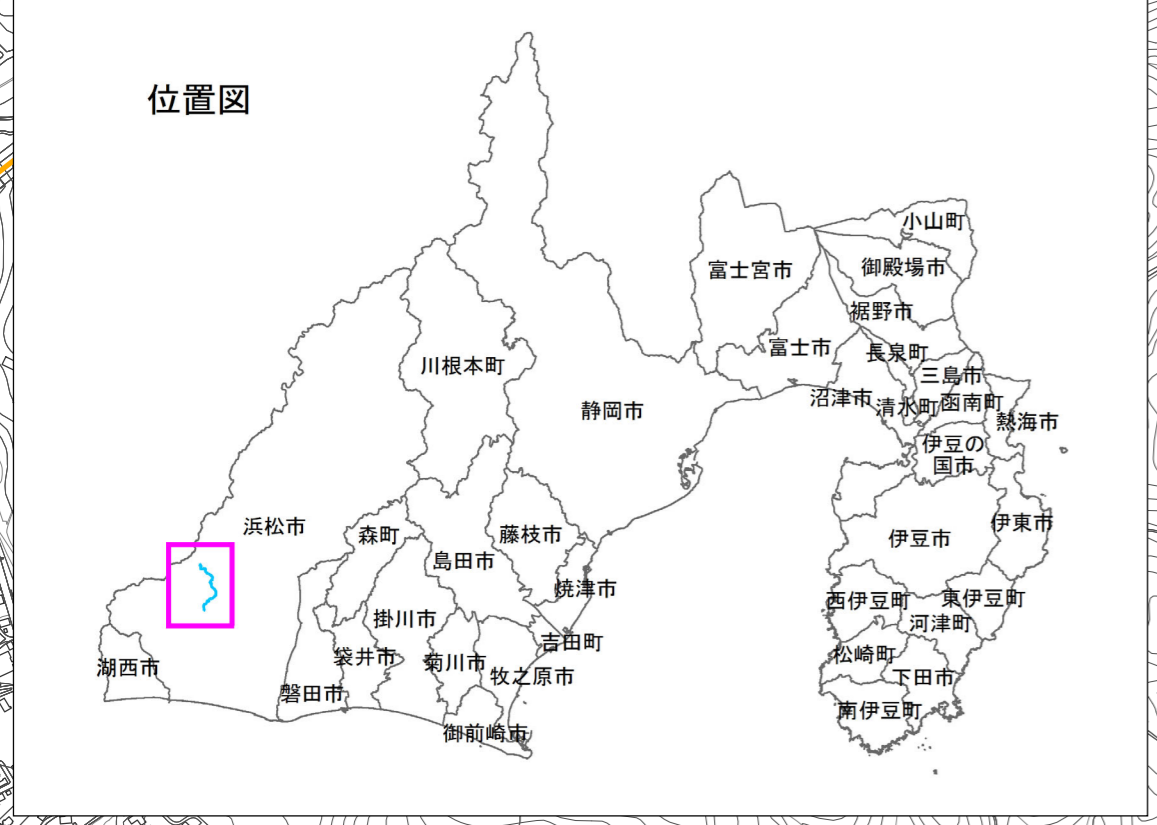 位置図
小山町
御殿場市
富士宮市
裾野市
富士市
長泉町
川根本町
三島市
沼津市
清水町
函南町
静岡市
熱海市
伊豆の
国市
浜松市
森町
藤枝市
伊東市
伊豆市
島田市
焼津市
西伊豆町
東伊豆町
掛川市
河津町
吉田町
袋井市
菊川市
松崎町
湖西市
牧之原市
下田市
磐田市
南伊豆町
御前崎市